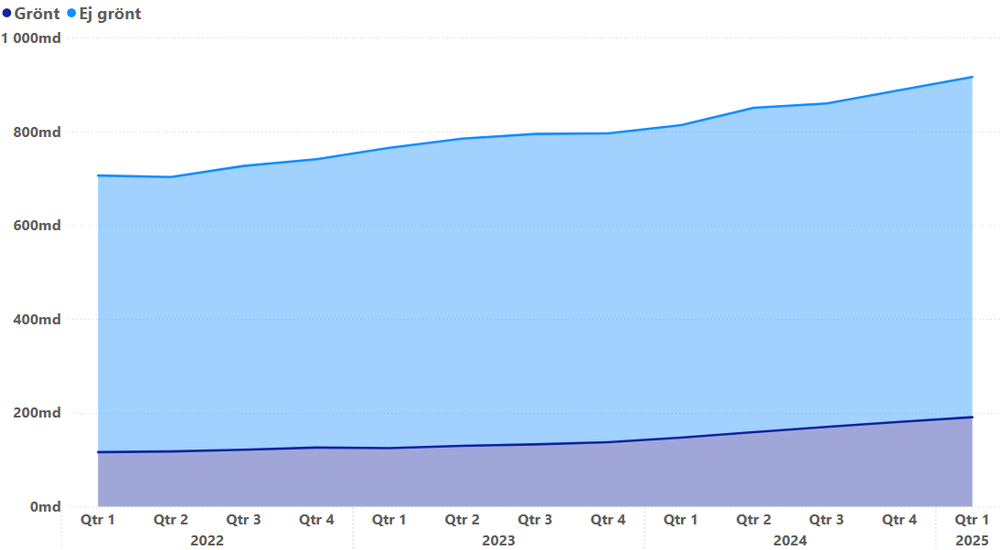 Grönt Ej grönt
1 000md
800md
600md
400md
200md
0md
Qtr 1 Qtr 2 Qtr 3 Qtr 4 Qtr 1 Qtr 2 Qtr 3 Qtr 4 Qtr 1 Qtr 2 Qtr 3 Qtr 4 Qtr 1
2022 2023 2024 2025